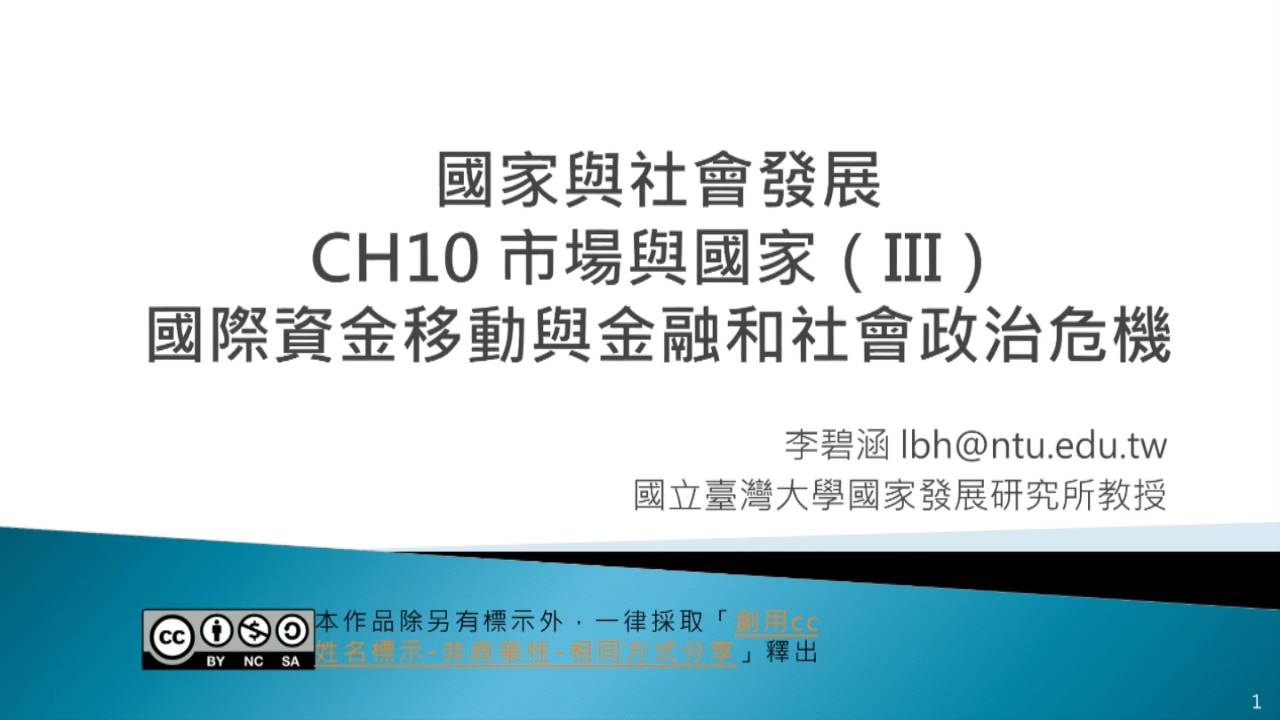 國家與社會發展
CH10 市場與國家（III）
國際資金移動與金融和社會政治危機
李碧涵 lbh@ntu.edu.tw
國立臺灣大學國家發展研究所教授
本作品除另有標示外，一律採取「創用cc
姓名標示-非商業性-相同方式分享」釋出
cc
BY NC SA
1